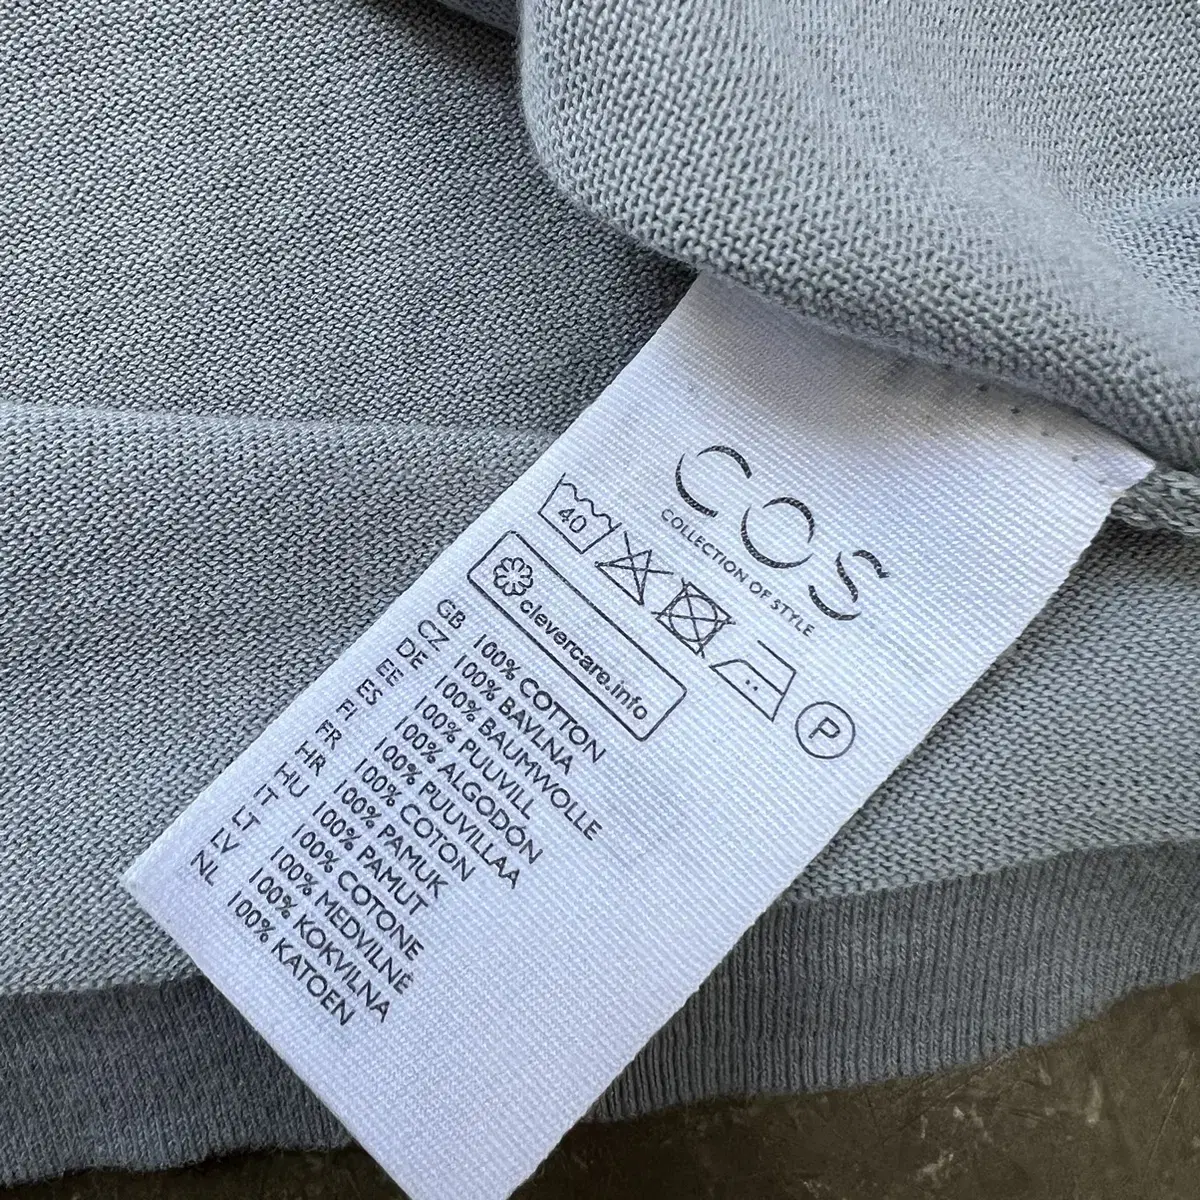 COS
COLLECTION OF STYLE
40
P
clevercare.info
GB 100% COTTON
CZ 100% BAVLNA
DE 100% BAUMWOLLE
EE 100% PUUVILL
ES 100% ALGODÓN
FI 100% PUUVILLAA
FR 100% COTON
HR 100% PAMUK
HU 100% PAMUT
IT 100% COTONE
LT 100% MEDVILNĖ
LV 100% KOKVILNA
NL 100% KATOEN